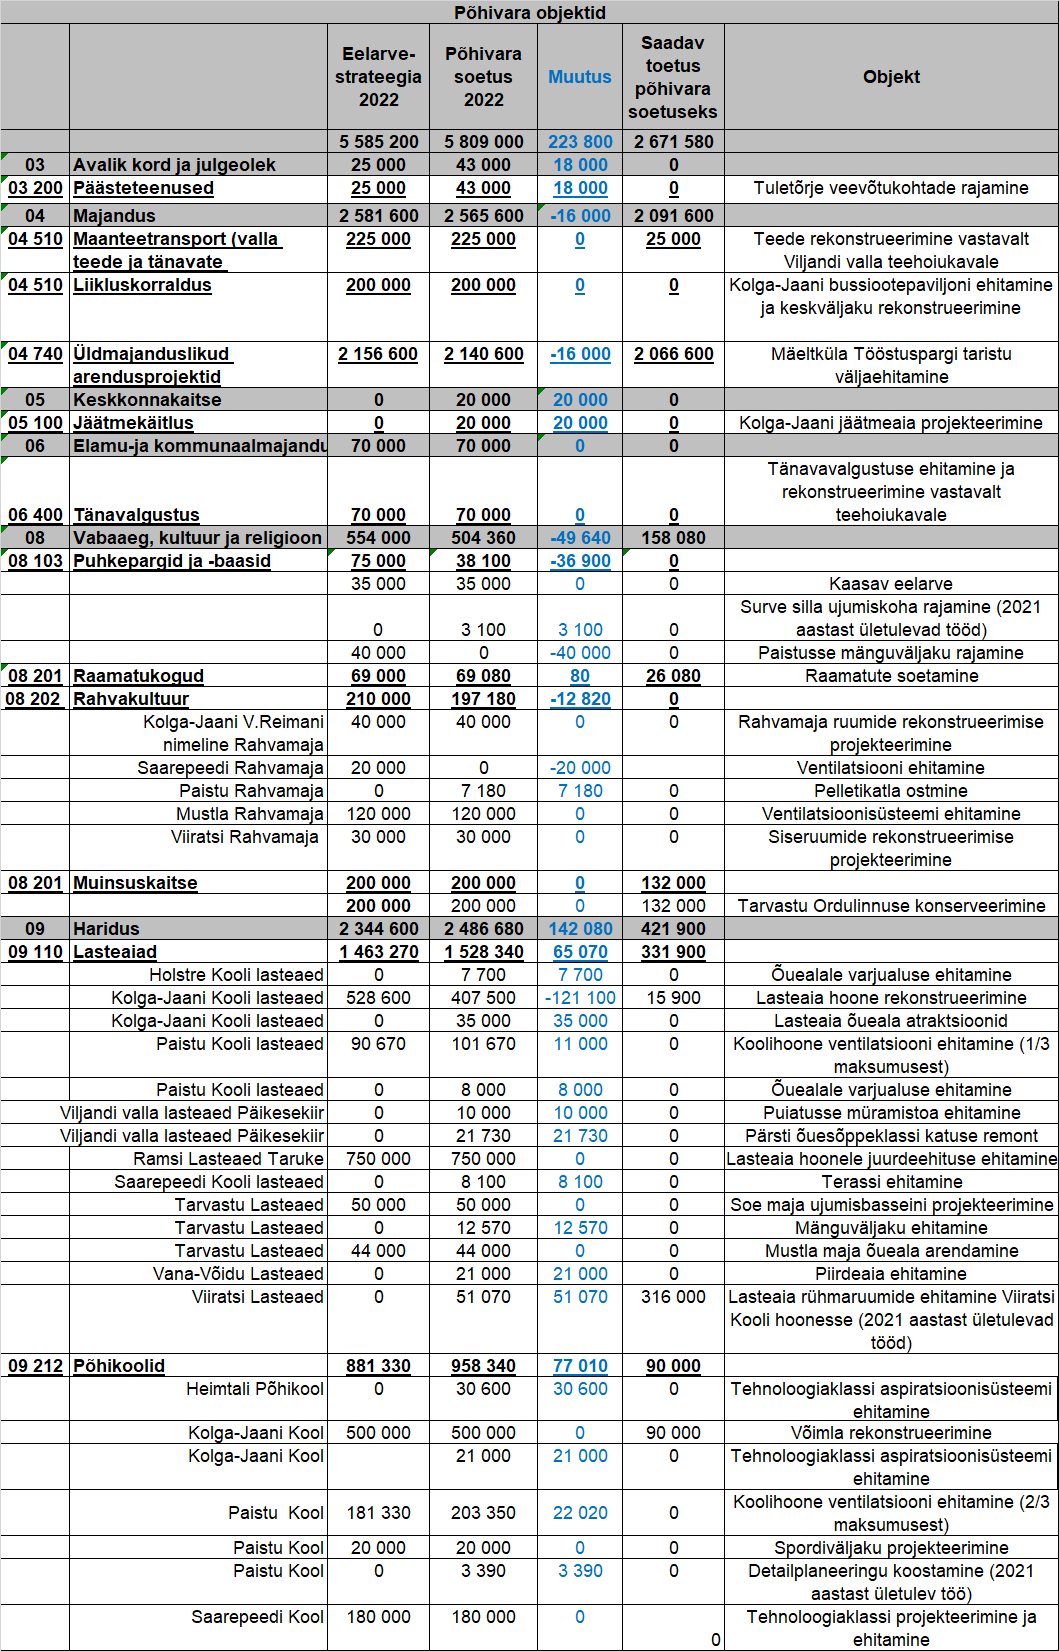 Põhivara objektid
Eelarve-strateegia 2022 Põhivara soetus 2022 Muutus Saadav toetus põhivara soetuseks Objekt
5 585 200 5 809 000 223 800 2 671 580
03 Avalik kord ja julgeolek 25 000 43 000 18 000 0
03 200 Päästeteenused 25 000 43 000 18 000 0 Tuletõrje veevõtukohtade rajamine
04 Majandus 2 581 600 2 565 600 -16 000 2 091 600
04 510 Maanteetransport (valla 225 000 225 000 0 25 000 Teede rekonstrueerimine vastavalt
teede ja tänavate Viljandi valla teehoiukavale
04 510 Liikluskorraldus 200 000 200 000 0 0 Kolga-Jaani bussiootepaviljoni ehitamine
ja keskväljaku rekonstrueerimine
04 740 Üldmajanduslikud 2 156 600 2 140 600 -16 000 2 066 600 Mäeltküla Tööstuspargi taristu
arendusprojektid väljaehitamine
05 Keskkonnakaitse 0 20 000 20 000 0
05 100 Jäätmekäitlus 0 20 000 20 000 0 Kolga-Jaani jäätmeaia projekteerimine
06 Elamu-ja kommunaalmajandu 70 000 70 000 0 0
Tänavavalgustuse ehitamine ja
rekonstrueerimine vastavalt
06 400 Tänavalgustus 70 000 70 000 0 0 teehoiukavale
08 Vabaaeg, kultuur ja religioon 554 000 504 360 -49 640 158 080
08 103 Puhkepargid ja -baasid 75 000 38 100 -36 900 0
35 000 35 000 0 0 Kaasav eelarve
Surve silla ujumiskoha rajamine (2021
0 3 100 3 100 0 aastast ületulevad tööd)
40 000 0 -40 000 0 Paistusse mänguväljaku rajamine
08 201 Raamatukogud 69 000 69 080 80 26 080 Raamatute soetamine
08 202 Rahvakultuur 210 000 197 180 -12 820 0
Kolga-Jaani V.Reimani 40 000 40 000 0 0 Rahvamaja ruumide rekonstrueerimise
nimeline Rahvamaja projekteerimine
Saarepeedi Rahvamaja 20 000 0 -20 000 Ventilatsiooni ehitamine
Paistu Rahvamaja 0 7 180 7 180 0 Pelletikatla ostmine
Mustla Rahvamaja 120 000 120 000 0 0 Ventilatsioonisüsteemi ehitamine
Viiratsi Rahvamaja 30 000 30 000 0 0 Siseruumide rekonstrueerimise
projekteerimine
08 201 Muinsuskaitse 200 000 200 000 0 132 000
200 000 200 000 0 132 000 Tarvastu Ordulinnuse konserveerimine
09 Haridus 2 344 600 2 486 680 142 080 421 900
09 110 Lasteaiad 1 463 270 1 528 340 65 070 331 900
Holstre Kooli lasteaed 0 7 700 7 700 0 Õuealale varjualuse ehitamine
Kolga-Jaani Kooli lasteaed 528 600 407 500 -121 100 15 900 Lasteaia hoone rekonstrueerimine
Kolga-Jaani Kooli lasteaed 0 35 000 35 000 0 Lasteaia õueala atraktsioonid
Paistu Kooli lasteaed 90 670 101 670 11 000 0 Koolihoone ventilatsiooni ehitamine (1/3
maksumusest)
Paistu Kooli lasteaed 0 8 000 8 000 0 Õuealale varjualuse ehitamine
Viljandi valla lasteaed Päikesekiir 0 10 000 10 000 0 Puiatusse müramistoa ehitamine
Viljandi valla lasteaed Päikesekiir 0 21 730 21 730 0 Pärsti õuesõppeklassi katuse remont
Ramsi Lasteaed Taruke 750 000 750 000 0 0 Lasteaia hoonele juurdeehituse ehitamine
Saarepeedi Kooli lasteaed 0 8 100 8 100 0 Terassi ehitamine
Tarvastu Lasteaed 50 000 50 000 0 0 Soe maja ujumisbasseini projekteerimine
Tarvastu Lasteaed 0 12 570 12 570 0 Mänguväljaku ehitamine
Tarvastu Lasteaed 44 000 44 000 0 0 Mustla maja õueala arendamine
Vana-Võidu Lasteaed 0 21 000 21 000 0 Piirdeaia ehitamine
Viiratsi Lasteaed 0 51 070 51 070 316 000 Lasteaia rühmaruumide ehitamine Viiratsi
Kooli hoonesse (2021 aastast ületulevad
tööd)
09 212 Põhikoolid 881 330 958 340 77 010 90 000
Heimtali Põhikool 0 30 600 30 600 0 Tehnoloogiaklassi aspiratsioonisüsteemi
ehitamine
Kolga-Jaani Kool 500 000 500 000 0 90 000 Võimla rekonstrueerimine
Kolga-Jaani Kool 21 000 21 000 0 Tehnoloogiaklassi aspiratsioonisüsteemi
ehitamine
Koolihoone ventilatsiooni ehitamine (2/3
Paistu Kool 181 330 203 350 22 020 0 maksumusest)
Paistu Kool 20 000 20 000 0 0 Spordiväljaku projekteerimine
Paistu Kool 0 3 390 3 390 0 Detailplaneeringu koostamine (2021
aastast ületulev töö)
Saarepeedi Kool 180 000 180 000 0 Tehnoloogiaklassi projekteerimine ja
0 ehitamine